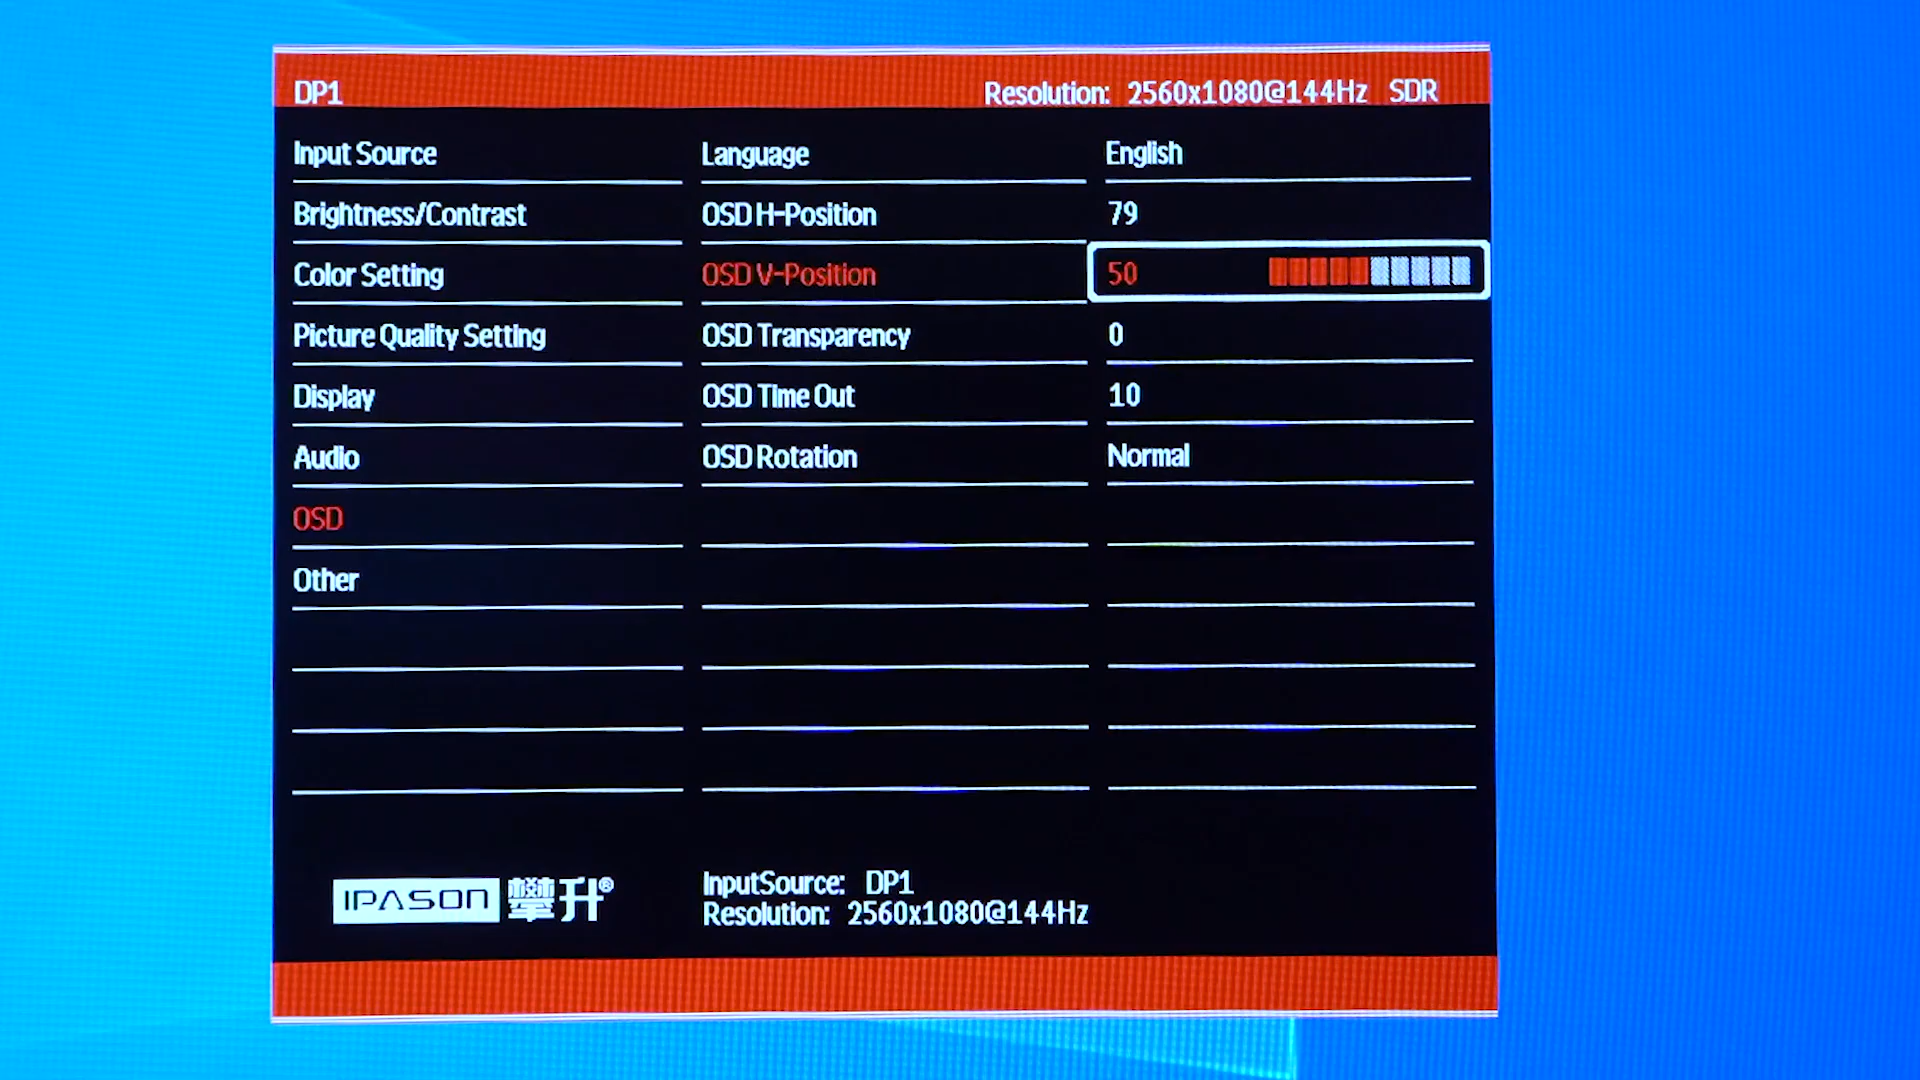 DP1 Resolution: 2560x1080@144Hz SDR
Input Source Language English
Brightness/Contrast OSD H-Position 79
Color Setting OSD V-Position 50
Picture Quality Setting OSD Transparency 0
Display OSD Time Out 10
Audio OSD Rotation Normal
OSD
Other
IPASON 攀升® InputSource: DP1
Resolution: 2560x1080@144Hz